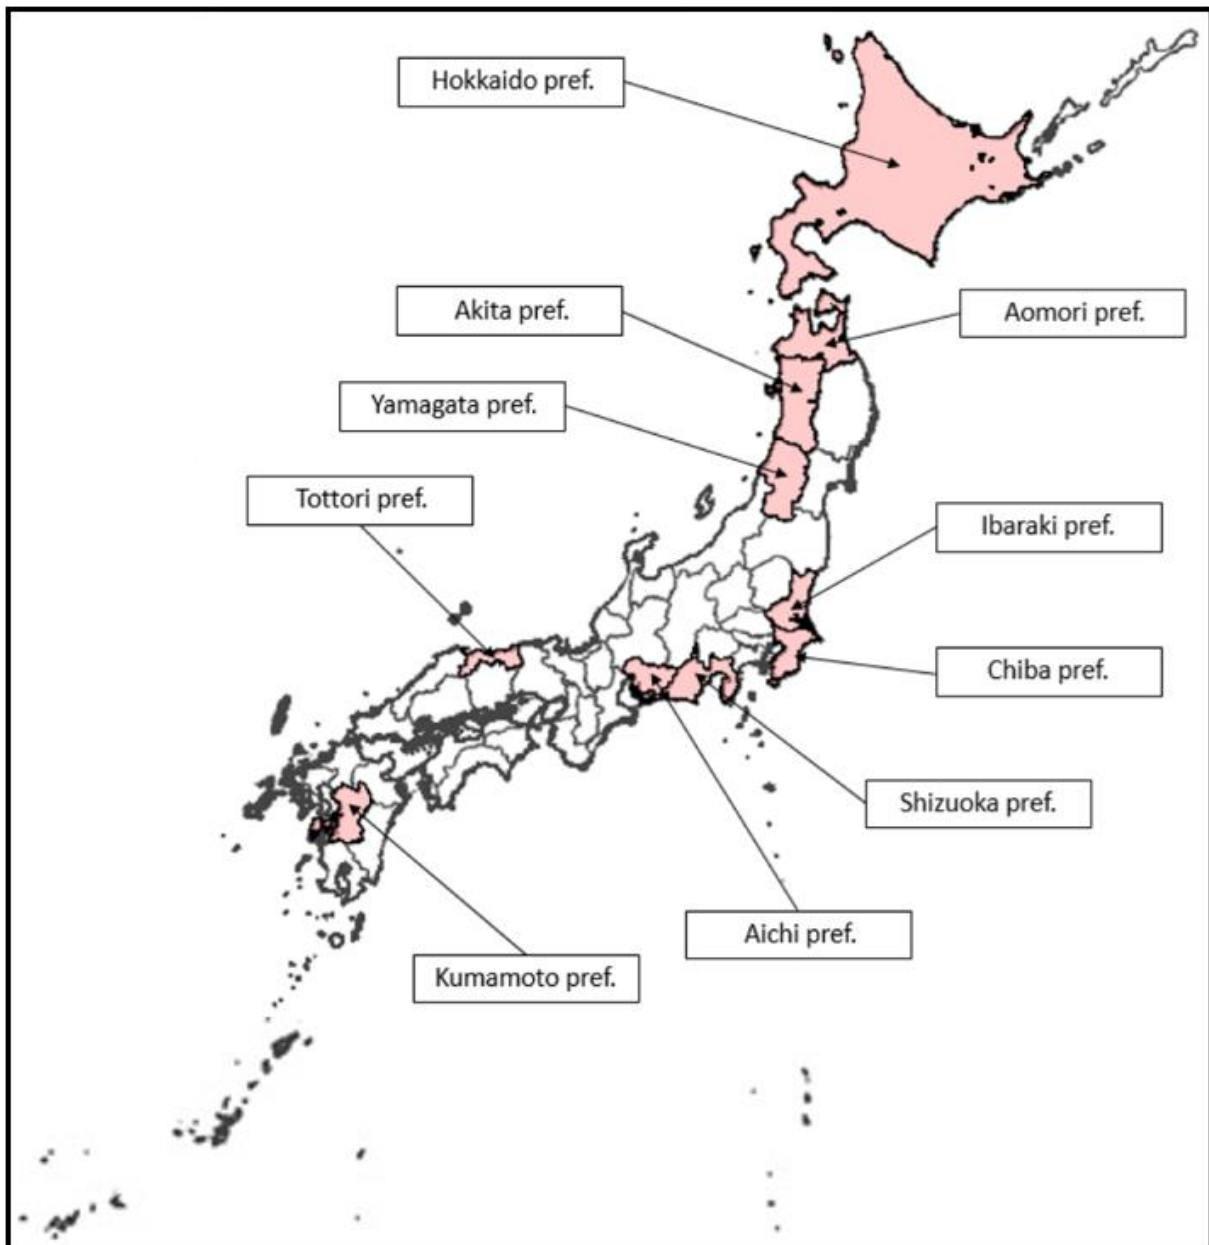 Hokkaido pref.
Akita pref.
Aomori pref.
Yamagata pref.
Tottori pref.
Ibaraki pref.
Chiba pref.
Shizuoka pref.
Aichi pref.
Kumamoto pref.